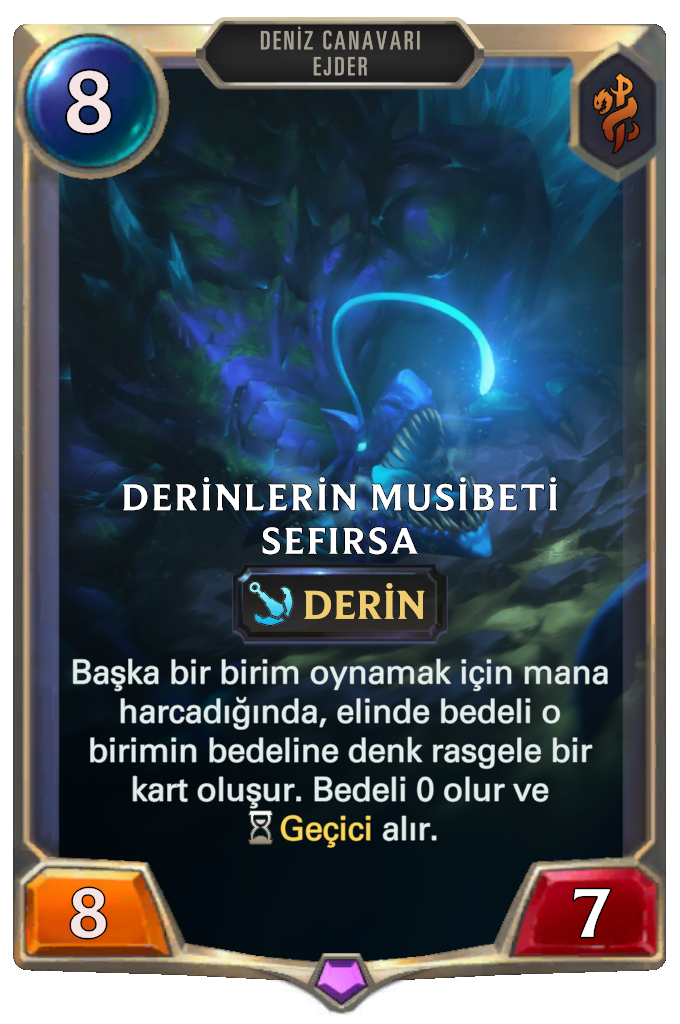 DENİZ CANAVARI
EJDER
8
DERİNLERİN MUSİBETİ
SEFIRSA
DERİN
Başka bir birim oynamak için mana
harcadığında, elinde bedeli o
birimin bedeline denk rasgele bir
kart oluşur. Bedeli 0 olur ve
Geçici alır.
8
7